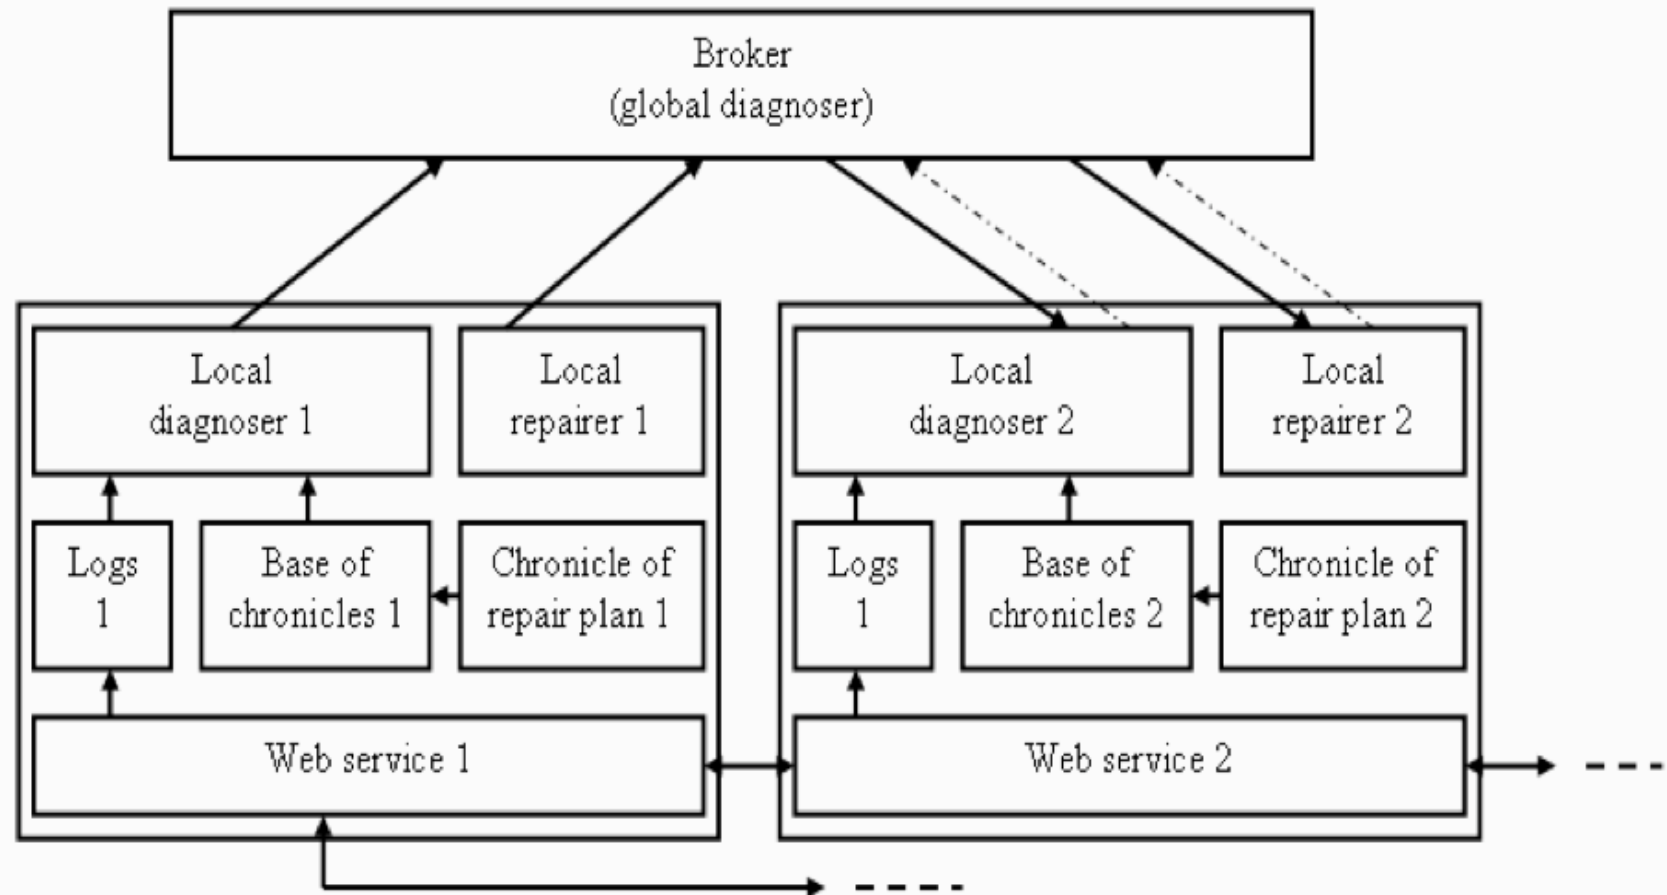 Broker
(global diagnoser)
Local
diagnoser 1
Local
repairer 1
Local
diagnoser 2
Local
repairer 2
Logs
1
Base of
chronicles 1
Chronicle of
repair plan 1
Logs
1
Base of
chronicles 2
Chronicle of
repair plan 2
Web service 1
Web service 2